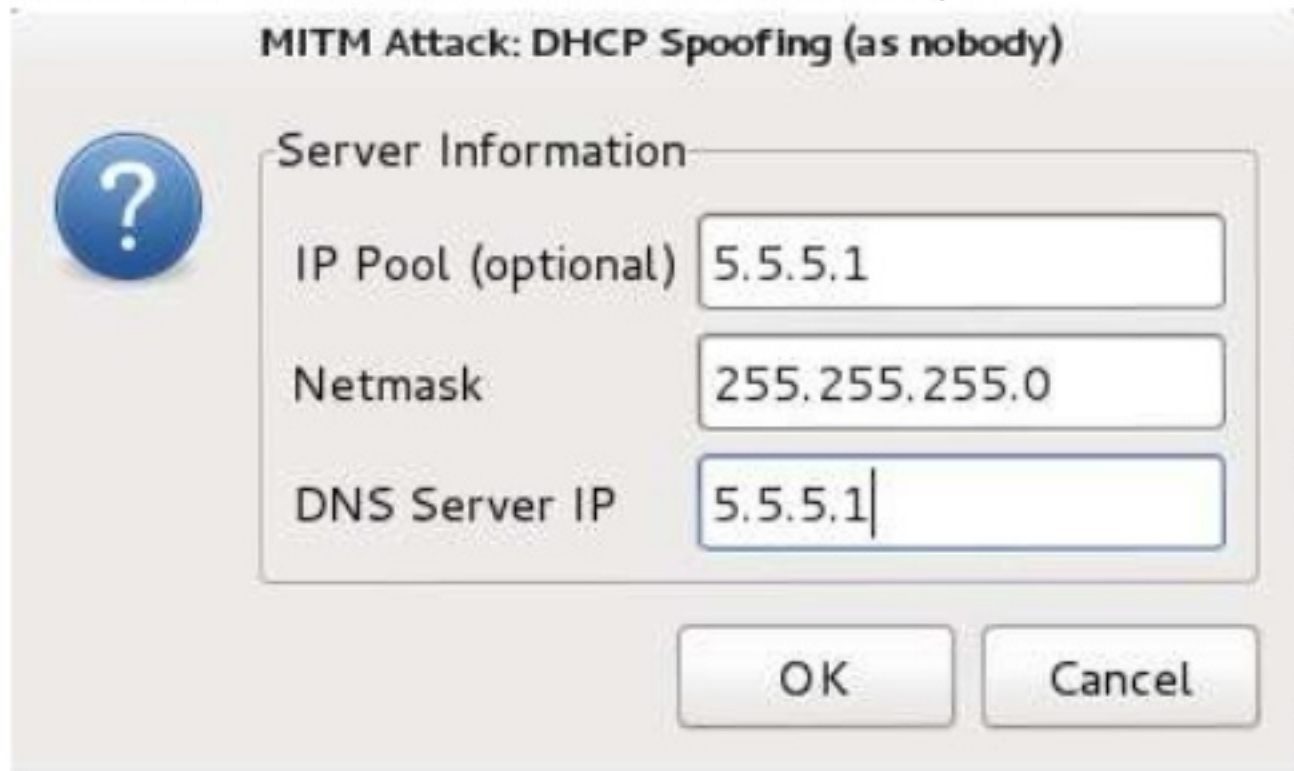 MITM Attack: DHCP Spoofing (as nobody)
Server Information
IP Pool (optional) 5.5.5.1
Netmask 255.255.255.0
DNS Server IP 5.5.5.1
OK Cancel